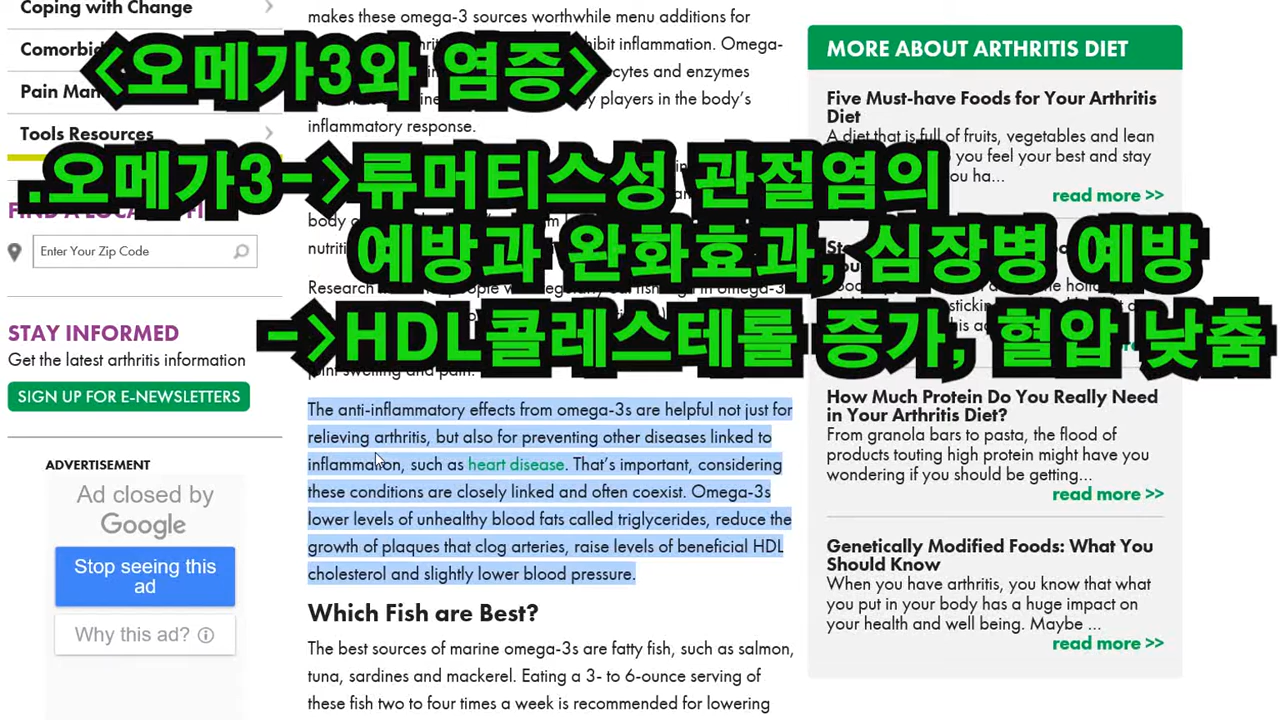 Coping with Change
Comorbid
Pain Man
Tools Resources
FIND A LOCAL
Enter Your Zip Code
STAY INFORMED
Get the latest arthritis information
SIGN UP FOR E-NEWSLETTERS
ADVERTISEMENT
Ad closed by
Google
Stop seeing this
ad
Why this ad?
<오메가3와 염증>
.오메가3->류머티스성 관절염의
예방과 완화효과, 심장병 예방
->HDL콜레스테롤 증가, 혈압 낮춤
makes these omega-3 sources worthwhile menu additions for
inflammation. Omega-
and enzymes
players in the body's
inflammatory response.
body
Research people
joint swelling and pain.
The anti-inflammatory effects from omega-3s are helpful not just for
relieving arthritis, but also for preventing other diseases linked to
inflammation, such as heart disease. That's important, considering
these conditions are closely linked and often coexist. Omega-3s
lower levels of unhealthy blood fats called triglycerides, reduce the
growth of plaques that clog arteries, raise levels of beneficial HDL
cholesterol and slightly lower blood pressure.
Which Fish are Best?
The best sources of marine omega-3s are fatty fish, such as salmon,
tuna, sardines and mackerel. Eating a 3- to 6-ounce serving of
these fish two to four times a week is recommended for lowering
MORE ABOUT ARTHRITIS DIET
Five Must-have Foods for Your Arthritis
Diet
A diet that is full of fruits, vegetables and lean
you feel your best and stay
you ha...
read more >>
How Much Protein Do You Really Need
in Your Arthritis Diet?
From granola bars to pasta, the flood of
products touting high protein might have you
wondering if you should be getting...
read more >>
Genetically Modified Foods: What You
Should Know
When you have arthritis, you know that what
you put in your body has a huge impact on
your health and well being. Maybe ...
read more >>